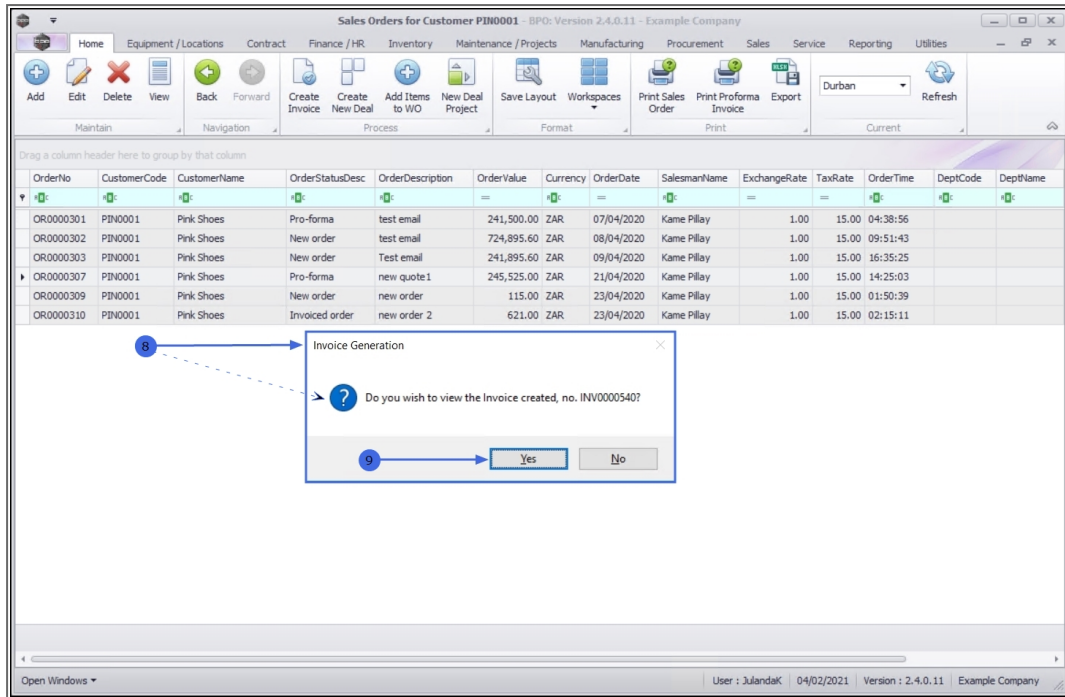 Sales Orders for Customer PIN0001 - BPO: Version 2.4.0.11 - Example Company
Home Equipment / Locations Contract Finance / HR Inventory Maintenance / Projects Manufacturing Procurement Sales Service Reporting Utilities
Add Edit Delete View Back Forward Create Invoice Create New Deal Add Items to WO New Deal Project Save Layout Workspaces Print Sales Order Print Proforma Invoice Export Durban Refresh
Maintain Navigation Process Format Print Current
Drag a column header here to group by that column
OrderNo CustomerCode CustomerName OrderStatusDesc OrderDescription OrderValue Currency OrderDate SalesmanName ExchangeRate TaxRate OrderTime DeptCode DeptName
OR0000301 PIN0001 Pink Shoes Pro-forma test email 241,500.00 ZAR 07/04/2020 Kame Pillay 1.00 15.00 04:38:56
OR0000302 PIN0001 Pink Shoes New order test email 724,895.60 ZAR 08/04/2020 Kame Pillay 1.00 15.00 09:51:43
OR0000303 PIN0001 Pink Shoes New order Test email 241,895.60 ZAR 09/04/2020 Kame Pillay 1.00 15.00 16:35:25
OR0000307 PIN0001 Pink Shoes Pro-forma new quote1 245,525.00 ZAR 21/04/2020 Kame Pillay 1.00 15.00 14:25:03
OR0000309 PIN0001 Pink Shoes New order new order 115.00 ZAR 23/04/2020 Kame Pillay 1.00 15.00 01:50:39
OR0000310 PIN0001 Pink Shoes Invoiced order new order 2 621.00 ZAR 23/04/2020 Kame Pillay 1.00 15.00 02:15:11
8 Invoice Generation
? Do you wish to view the Invoice created, no. INV0000540?
9 Yes No
Open Windows User : JulandaK 04/02/2021 Version : 2.4.0.11 Example Company